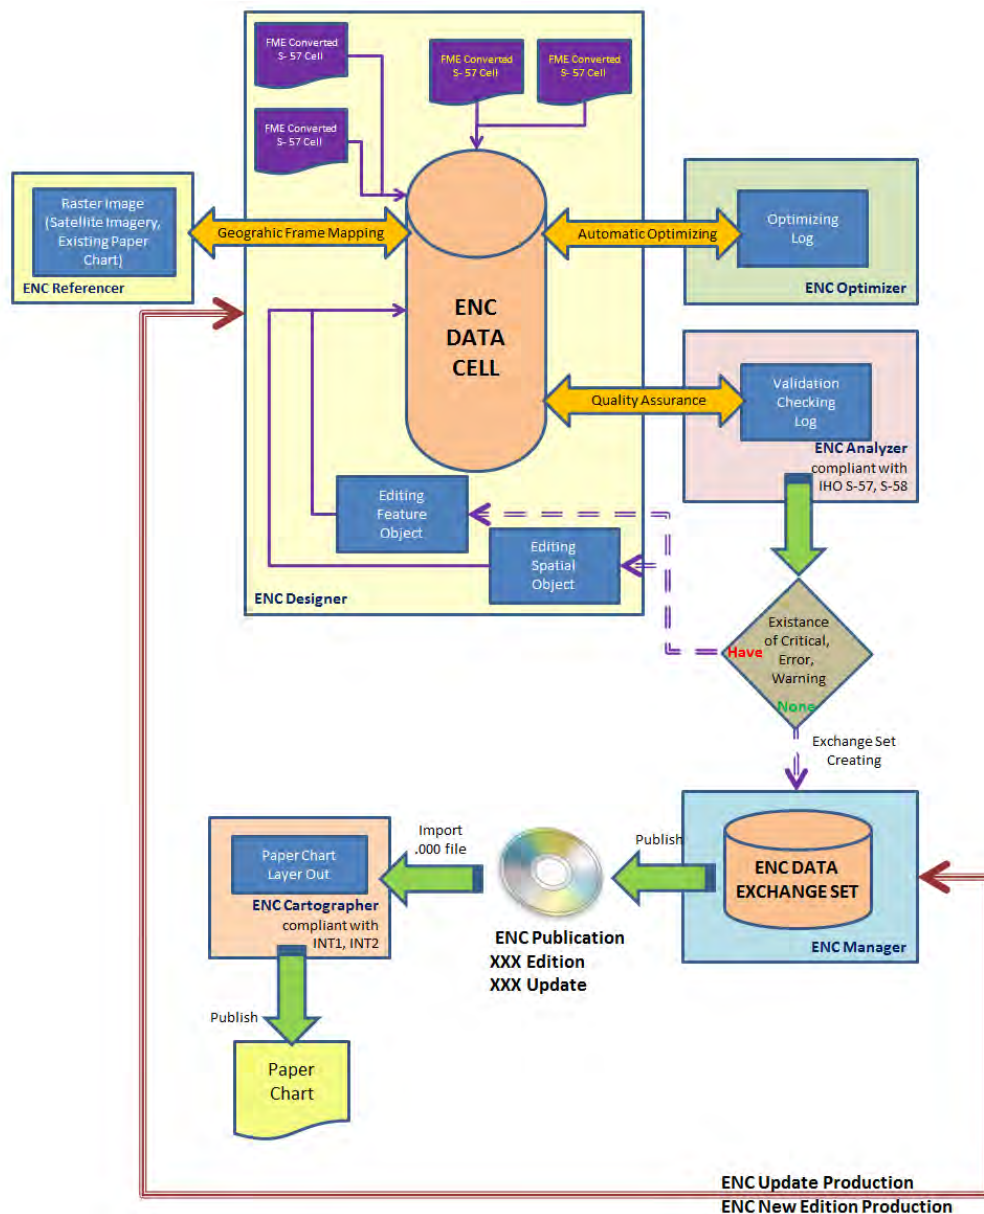 FME Converted
S- 57 Cell
FME Converted
S- 57 Cell
FME Converted
S- 57 Cell
FME Converted
S- 57 Cell
Raster Image
(Satellite Imagery,
Existing Paper
Chart)
ENC Referencer
Geograhic Frame Mapping
Automatic Optimizing
Optimizing
Log
ENC Optimizer
ENC
DATA
CELL
Quality Assurance
Validation
Checking
Log
ENC Analyzer
compliant with
IHO S-57, S-58
Editing
Feature
Object
Editing
Spatial
Object
ENC Designer
Existance
of Critical,
Error,
Warning
Have
None
Exchange Set
Creating
ENC DATA
EXCHANGE SET
ENC Manager
Publish
Import
.000 file
ENC Publication
XXX Edition
XXX Update
Paper Chart
Layer Out
ENC Cartographer
compliant with
INT1, INT2
Publish
Paper
Chart
ENC Update Production
ENC New Edition Production